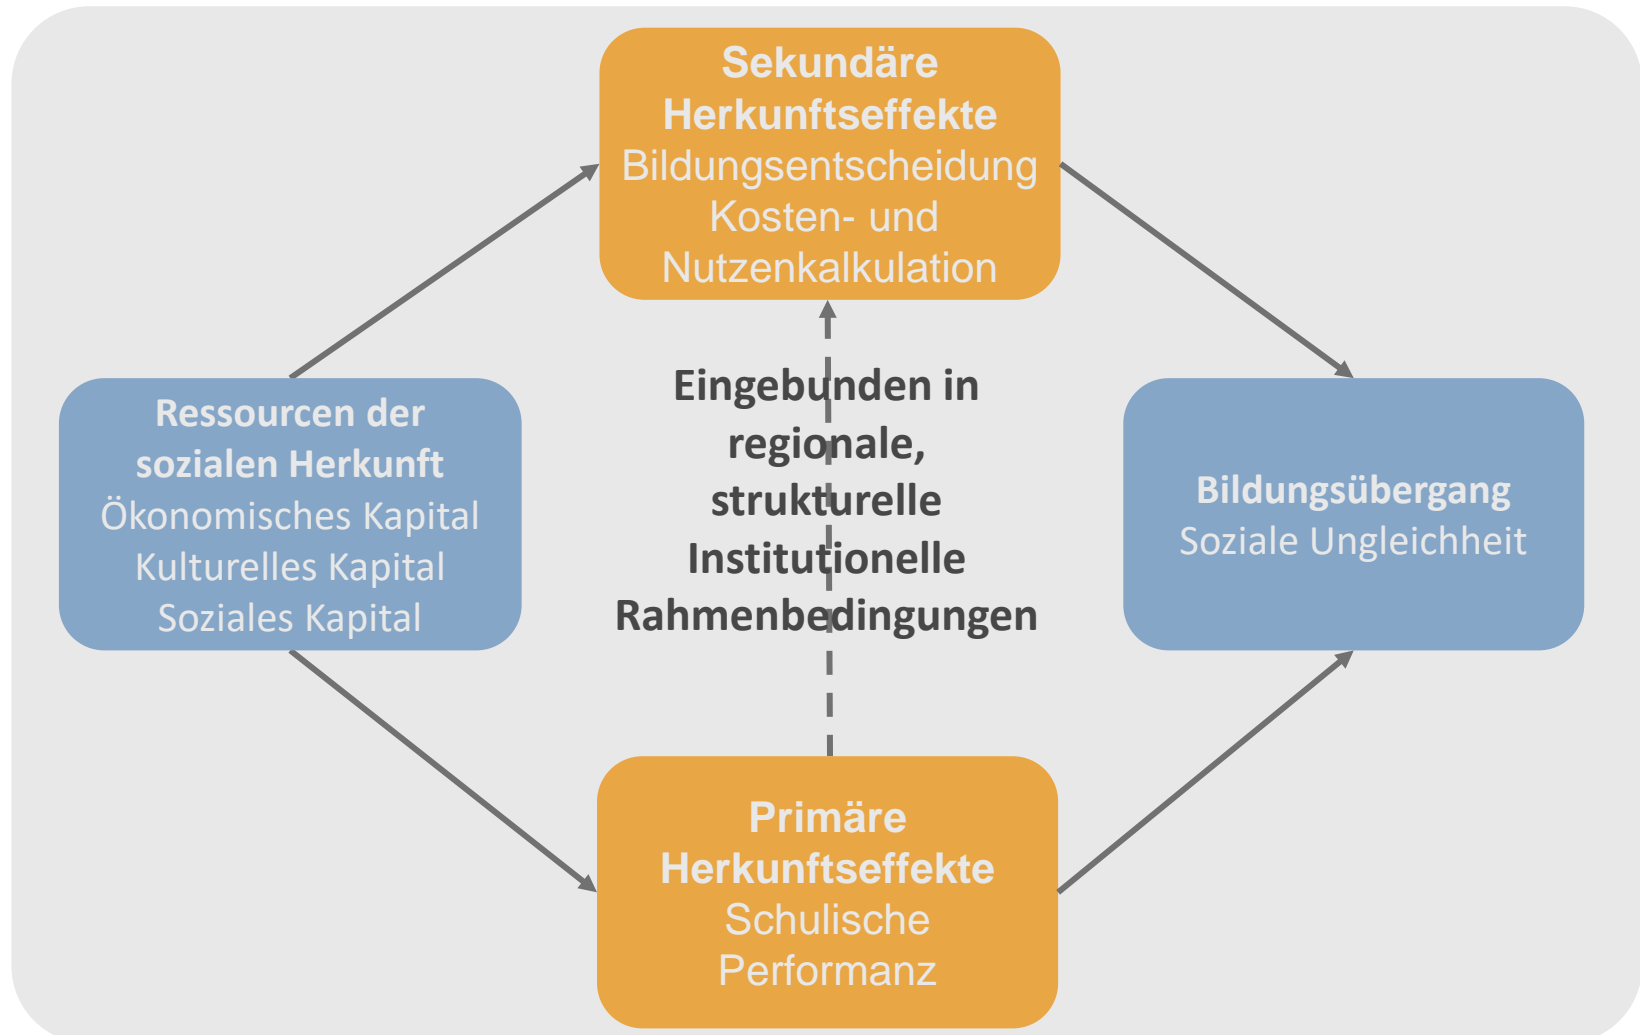 Sekundäre
Herkunftseffekte
Bildungsentscheidung
Kosten- und
Nutzenkalkulation
Eingebunden in
regionale,
strukturelle
Institutionelle
Rahmenbedingungen
Ressourcen der
sozialen Herkunft
Ökonomisches Kapital
Kulturelles Kapital
Soziales Kapital
Bildungsübergang
Soziale Ungleichheit
Primäre
Herkunftseffekte
Schulische
Performanz